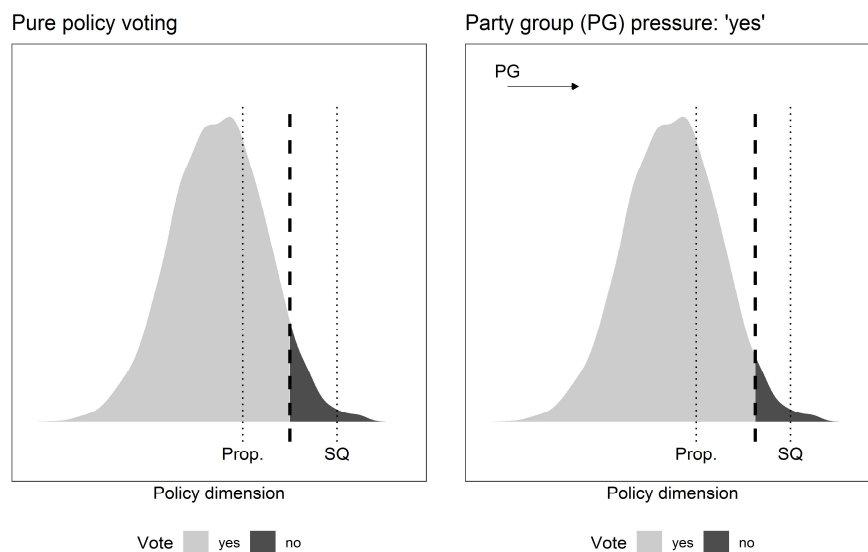 Pure policy voting
Prop.
SQ
Policy dimension
Vote yes no
Party group (PG) pressure: 'yes'
PG
Prop.
SQ
Policy dimension
Vote yes no